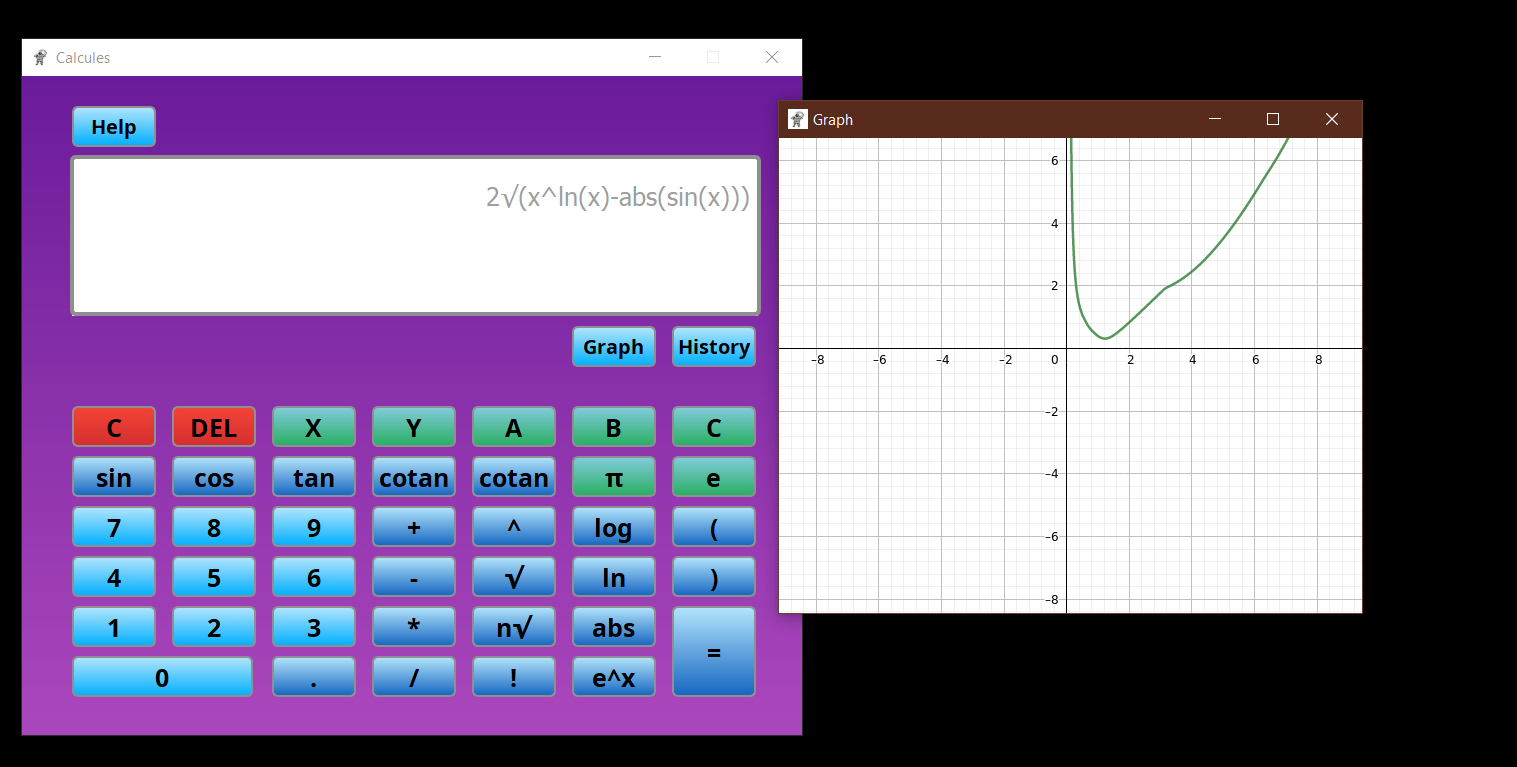 Calcules
Help
2√(x^ln(x)-abs(sin(x)))
Graph History
C DEL X Y A B C
sin cos tan cotan cotan π e
7 8 9 + ^ log (
4 5 6 - √ ln )
1 2 3 * n√ abs =
0 . / ! e^x
Graph
6
4
2
−8 −6 −4 −2 0 2 4 6 8
−2
−4
−6
−8